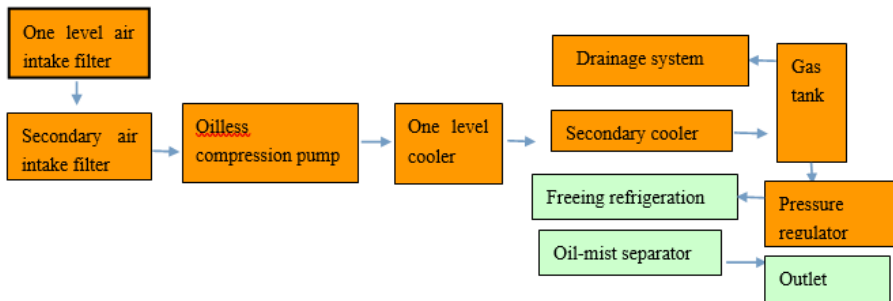 One level air
intake filter
Secondary air
intake filter
Oilless
compression pump
One level
cooler
Drainage system
Secondary cooler
Gas
tank
Freeing refrigeration
Pressure
regulator
Oil-mist separator
Outlet